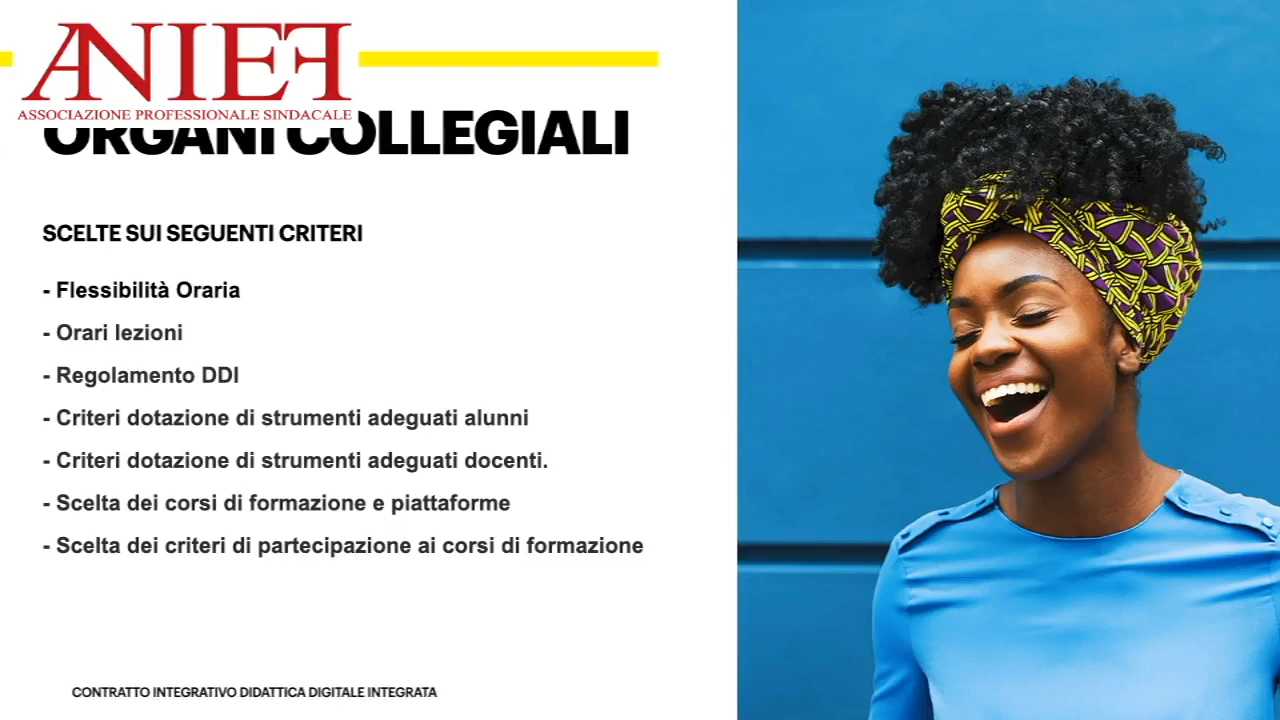 ANIEF
ASSOCIAZIONE PROFESSIONALE SINDACALE
ORGANI COLLEGIALI
SCELTE SUI SEGUENTI CRITERI
- Flessibilità Oraria
- Orari lezioni
- Regolamento DDI
- Criteri dotazione di strumenti adeguati alunni
- Criteri dotazione di strumenti adeguati docenti.
- Scelta dei corsi di formazione e piattaforme
- Scelta dei criteri di partecipazione ai corsi di formazione
CONTRATTO INTEGRATIVO DIDATTICA DIGITALE INTEGRATA